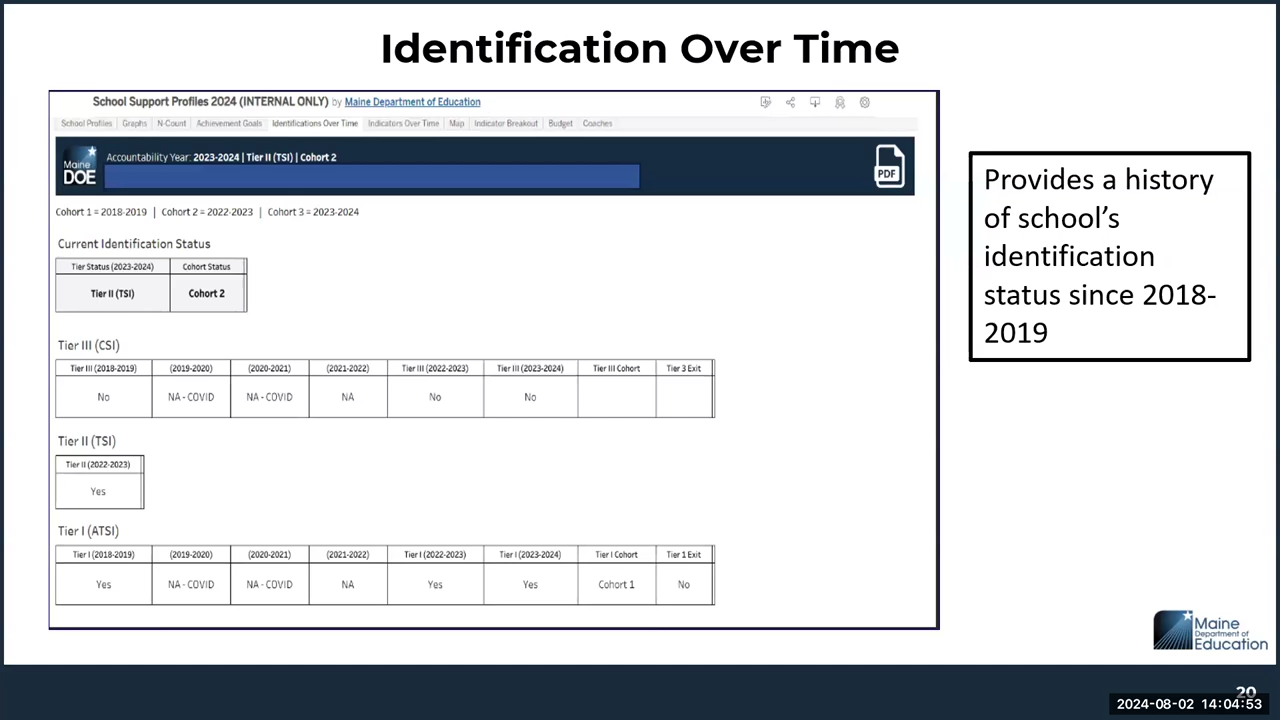 Identification Over Time
School Support Profiles 2024 (INTERNAL ONLY) by Maine Department of Education
School Profiles Graphs N-Count Achievement Goals Identifications Over Time Indicators Over Time Map Indicator Breakout Budget Coaches
Maine
DOE
Accountability Year: 2023-2024 | Tier II (TSI) | Cohort 2
PDF
Cohort 1 = 2018-2019 | Cohort 2 = 2022-2023 | Cohort 3 = 2023-2024
Current Identification Status
Tier Status (2023-2024) Cohort Status
Tier II (TSI) Cohort 2
Tier III (CSI)
Tier III (2018-2019) (2019-2020) (2020-2021) (2021-2022) Tier III (2022-2023) Tier III (2023-2024) Tier III Cohort Tier 3 Exit
No NA - COVID NA - COVID NA No No
Tier II (TSI)
Tier II (2022-2023)
Yes
Tier I (ATSI)
Tier I (2018-2019) (2019-2020) (2020-2021) (2021-2022) Tier I (2022-2023) Tier I (2023-2024) Tier I Cohort Tier 1 Exit
Yes NA - COVID NA - COVID NA Yes Yes Cohort 1 No
Provides a history
of school’s
identification
status since 2018-
2019
Maine
Department of
Education
20
2024-08-02 14:04:53